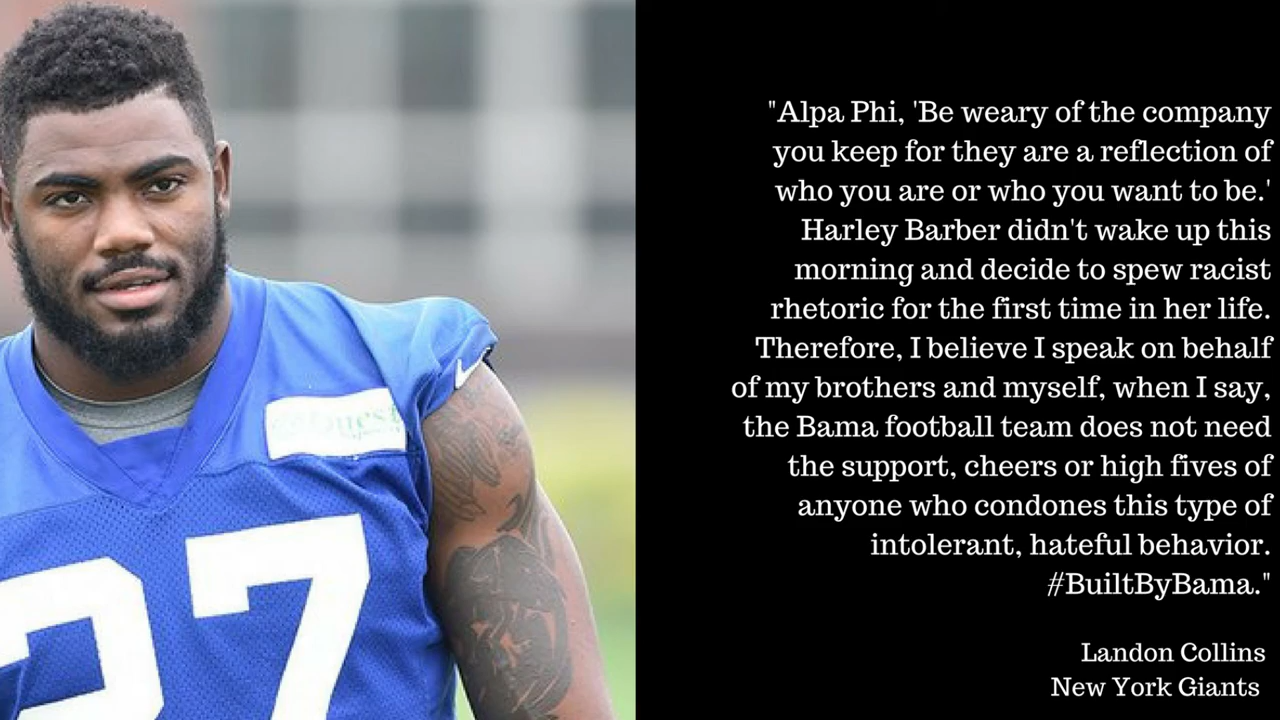 "Alpa Phi, 'Be weary of the company
you keep for they are a reflection of
who you are or who you want to be.'
Harley Barber didn't wake up this
morning and decide to spew racist
rhetoric for the first time in her life.
Therefore, I believe I speak on behalf
of my brothers and myself, when I say,
the Bama football team does not need
the support, cheers or high fives of
anyone who condones this type of
intolerant, hateful behavior.
#BuiltByBama."
Landon Collins
New York Giants
27